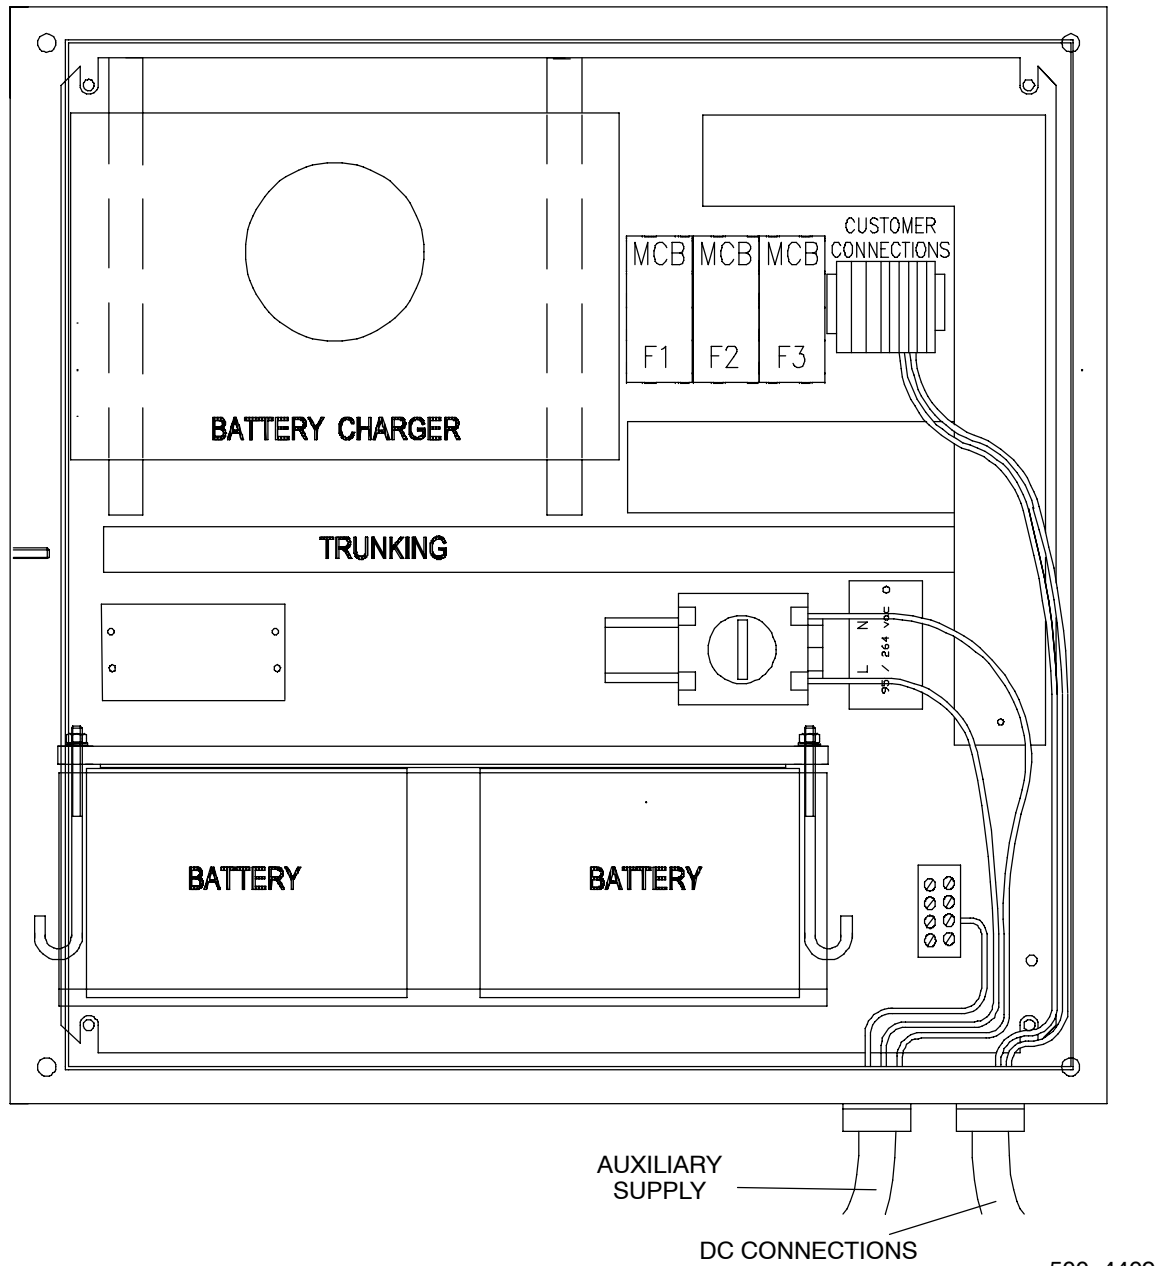 CUSTOMER
CONNECTIONS
MCB MCB MCB
F1 F2 F3
BATTERY CHARGER
TRUNKING
N
L
95 / 264 vac
BATTERY
BATTERY
AUXILIARY
SUPPLY
DC CONNECTIONS